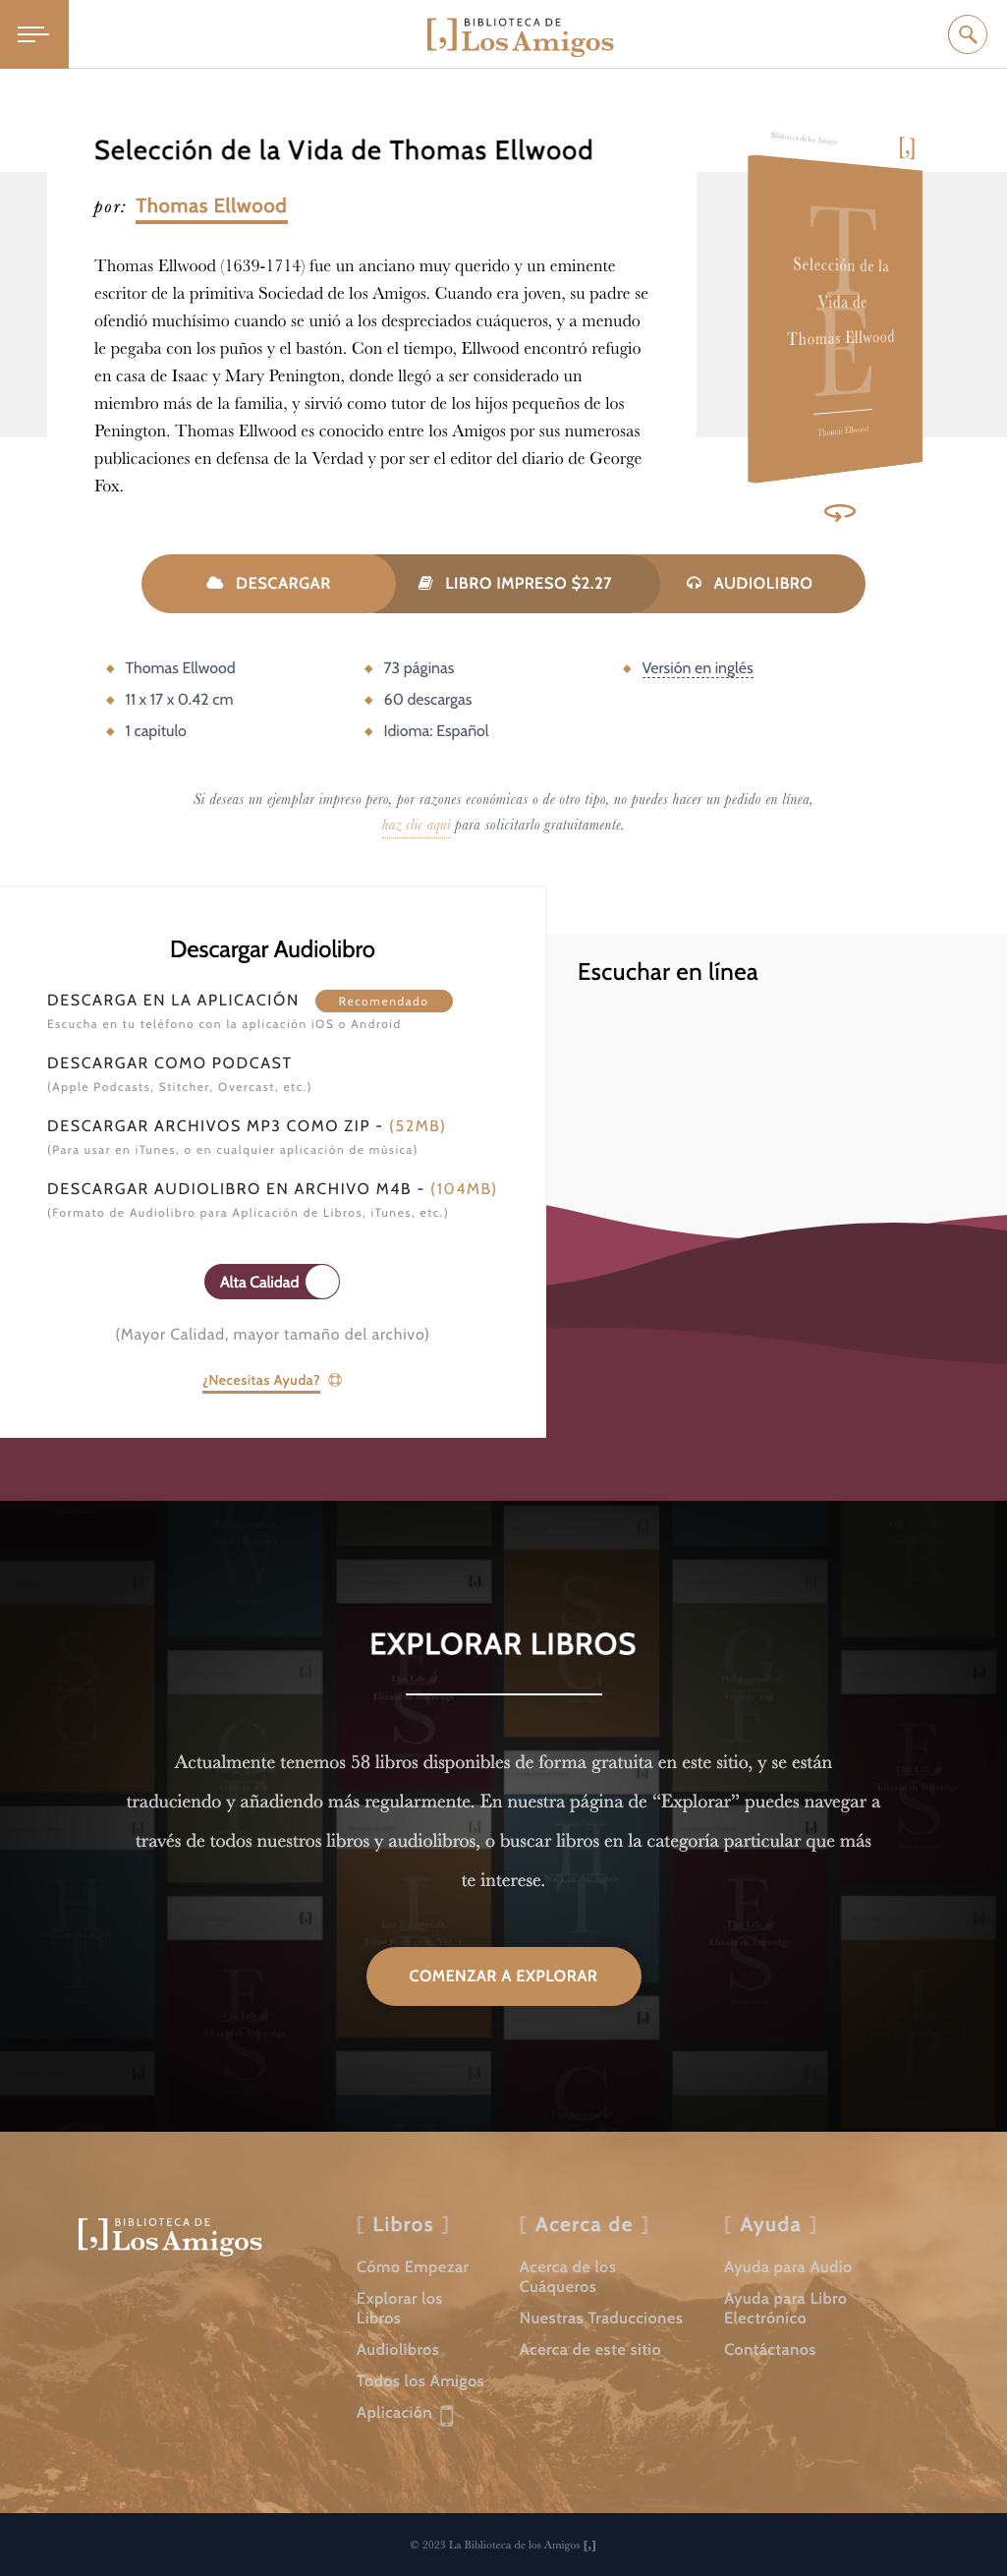 BIBLIOTECA DE
Los Amigos
Selección de la Vida de Thomas Ellwood
por: Thomas Ellwood
Thomas Ellwood (1639-1714) fue un anciano muy querido y un eminente
escritor de la primitiva Sociedad de los Amigos. Cuando era joven, su padre se
ofendió muchísimo cuando se unió a los despreciados cuáqueros, y a menudo
le pegaba con los puños y el bastón. Con el tiempo, Ellwood encontró refugio
en casa de Isaac y Mary Penington, donde llegó a ser considerado un
miembro más de la familia, y sirvió como tutor de los hijos pequeños de los
Penington. Thomas Ellwood es conocido entre los Amigos por sus numerosas
publicaciones en defensa de la Verdad y por ser el editor del diario de George
Fox.
Biblioteca de los Amigos
T
E
Selección de la
Vida de
Thomas Ellwood
Thomas Ellwood
DESCARGAR
LIBRO IMPRESO $2.27
AUDIOLIBRO
Thomas Ellwood
11 x 17 x 0.42 cm
1 capitulo
73 páginas
60 descargas
Idioma: Español
Versión en inglés
Si deseas un ejemplar impreso pero, por razones económicas o de otro tipo, no puedes hacer un pedido en línea,
haz clic aquí para solicitarlo gratuitamente.
Descargar Audiolibro
DESCARGA EN LA APLICACIÓN Recomendado
Escucha en tu teléfono con la aplicación iOS o Android
DESCARGAR COMO PODCAST
(Apple Podcasts, Stitcher, Overcast, etc.)
DESCARGAR ARCHIVOS MP3 COMO ZIP - (52MB)
(Para usar en iTunes, o en cualquier aplicación de música)
DESCARGAR AUDIOLIBRO EN ARCHIVO M4B - (104MB)
(Formato de Audiolibro para Aplicación de Libros, iTunes, etc.)
Alta Calidad
(Mayor Calidad, mayor tamaño del archivo)
¿Necesitas Ayuda?
Escuchar en línea
EXPLORAR LIBROS
Actualmente tenemos 58 libros disponibles de forma gratuita en este sitio, y se están
traduciendo y añadiendo más regularmente. En nuestra página de “Explorar” puedes navegar a
través de todos nuestros libros y audiolibros, o buscar libros en la categoría particular que más
te interese.
COMENZAR A EXPLORAR
BIBLIOTECA DE
Los Amigos
[ Libros ]
Cómo Empezar
Explorar los
Libros
Audiolibros
Todos los Amigos
Aplicación
[ Acerca de ]
Acerca de los
Cuáqueros
Nuestras Traducciones
Acerca de este sitio
[ Ayuda ]
Ayuda para Audio
Ayuda para Libro
Electrónico
Contáctanos
© 2023 La Biblioteca de los Amigos